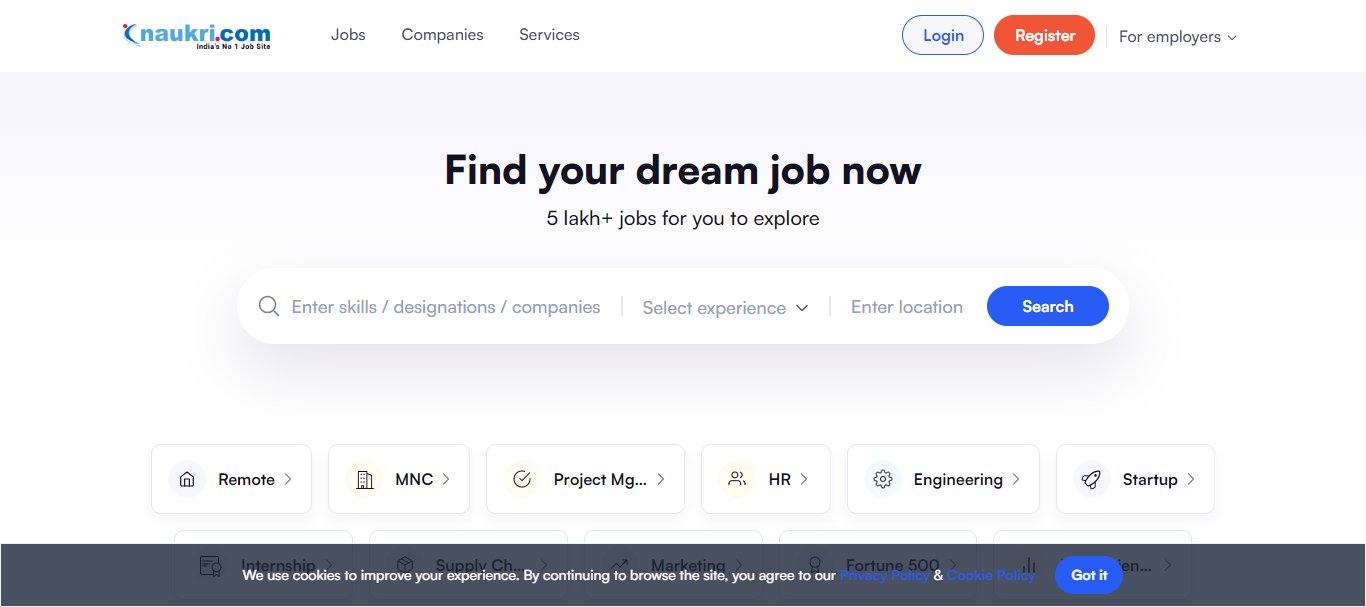 naukri.com
India's No 1 Job Site
Jobs Companies Services Login Register For employers
Find your dream job now
5 lakh+ jobs for you to explore
Enter skills / designations / companies Select experience Enter location Search
Remote MNC Project Mg... HR Engineering Startup
Internship Supply Ch... Marketing Fortune 500 ien...
We use cookies to improve your experience. By continuing to browse the site, you agree to our Privacy Policy & Cookie Policy Got it